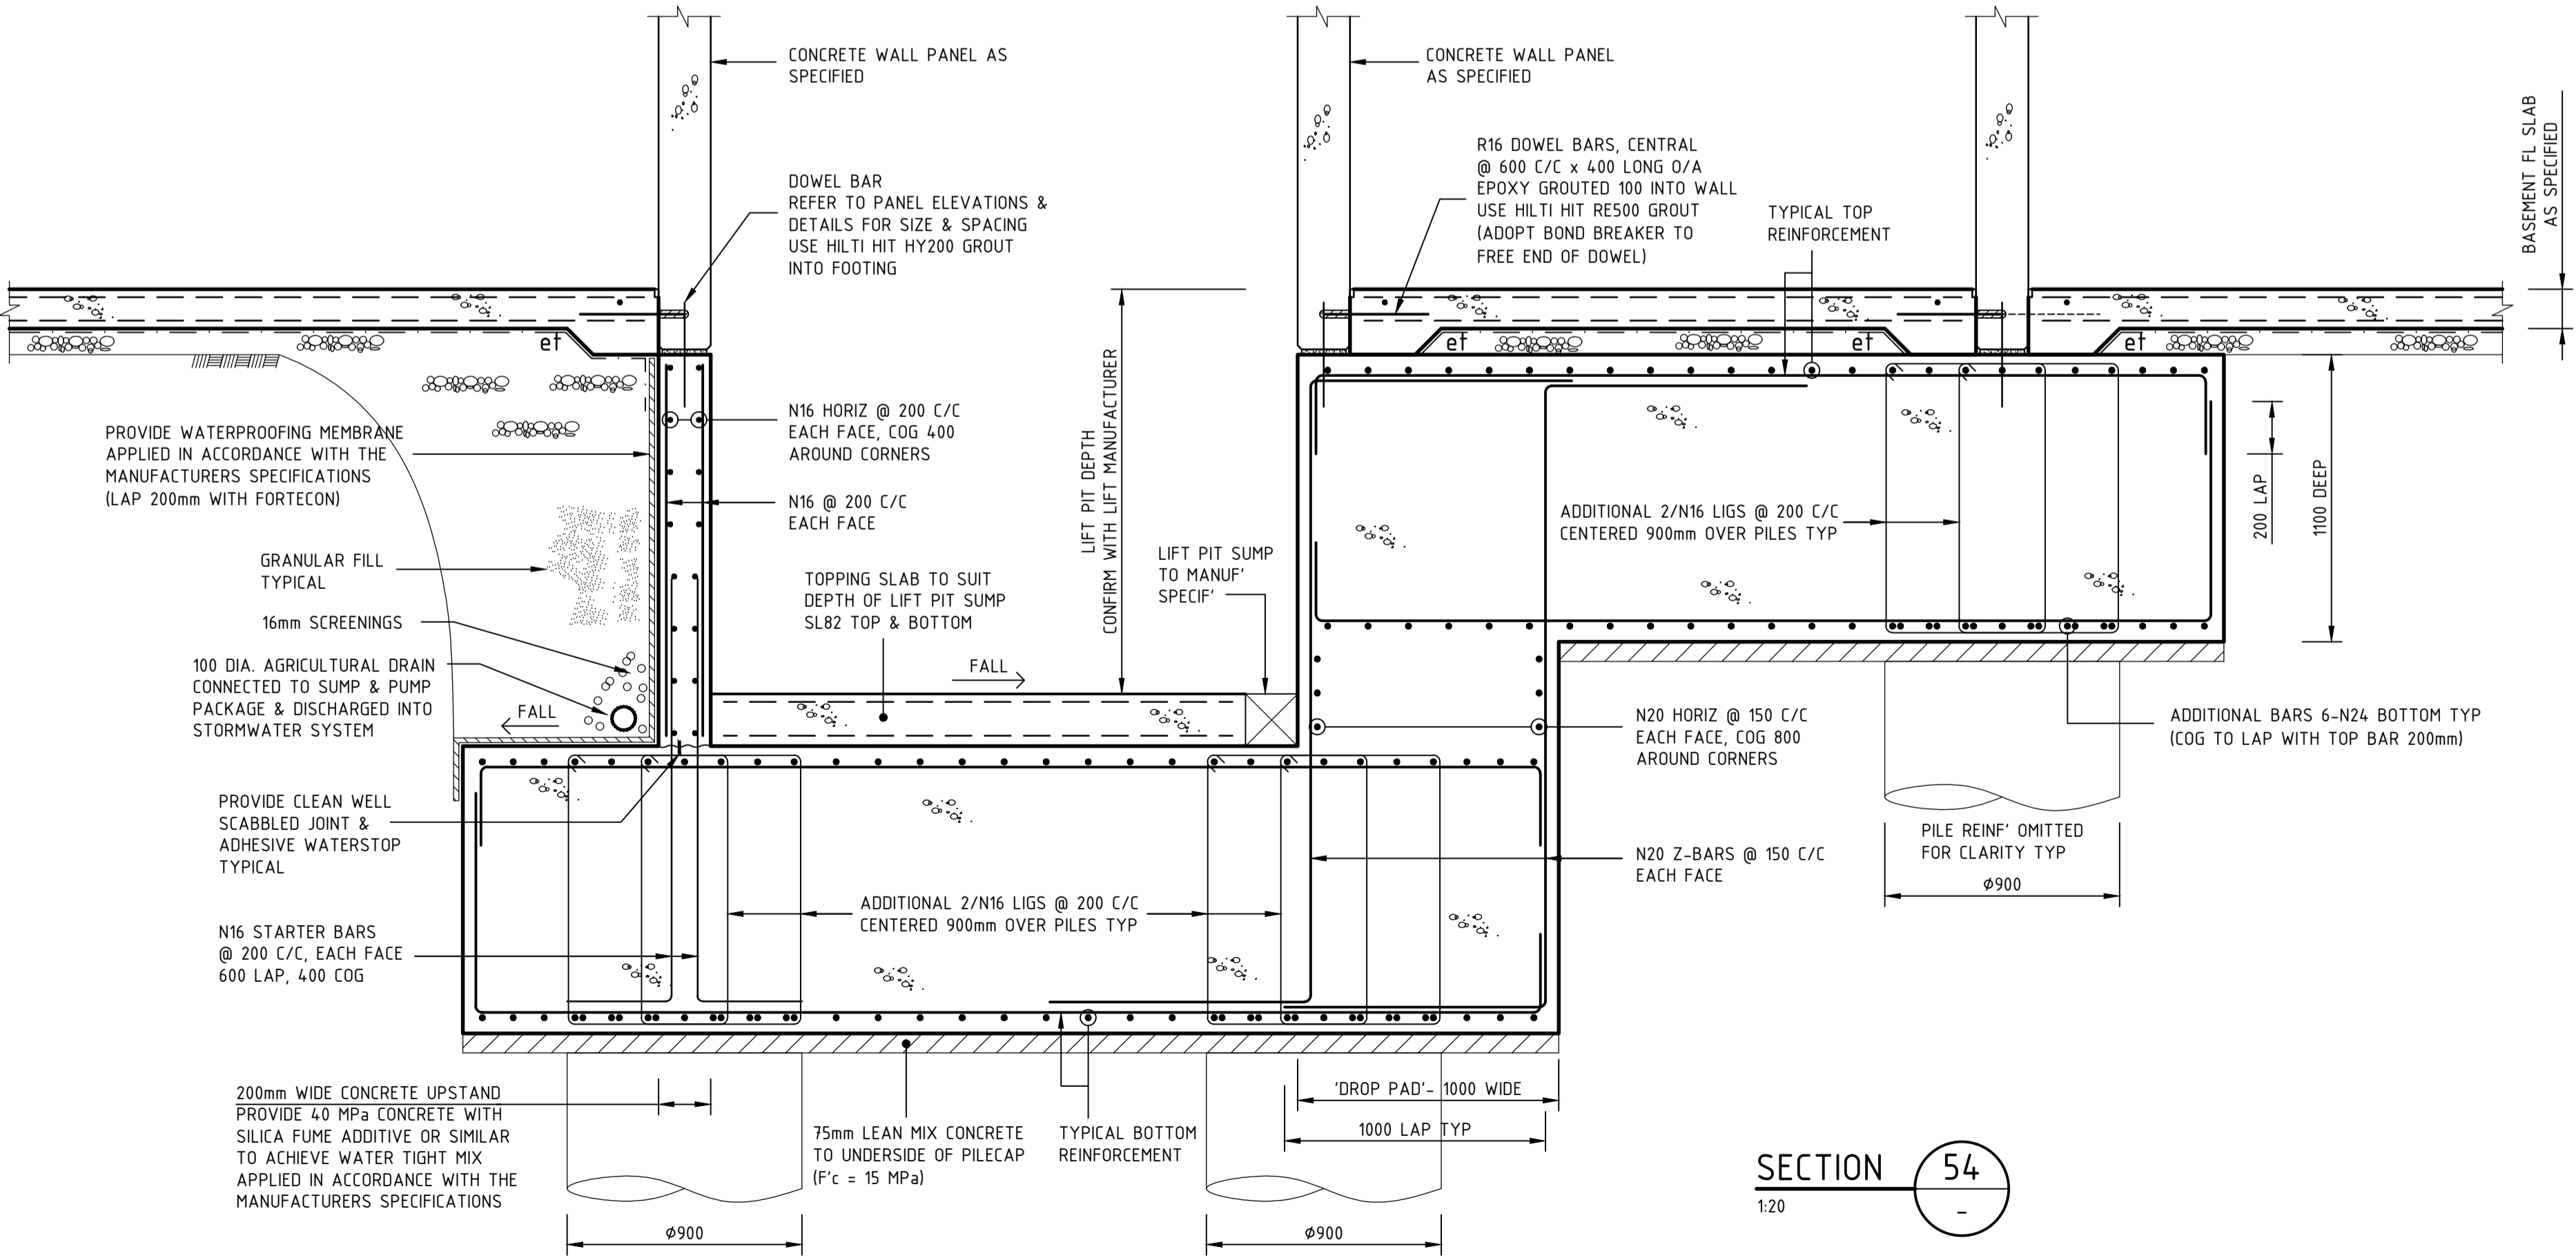 CONCRETE WALL PANEL AS
SPECIFIED
CONCRETE WALL PANEL
AS SPECIFIED
BASEMENT FL SLAB
AS SPECIFIED
R16 DOWEL BARS, CENTRAL
@ 600 C/C x 400 LONG O/A
EPOXY GROUTED 100 INTO WALL
USE HILTI HIT RE500 GROUT
(ADOPT BOND BREAKER TO
FREE END OF DOWEL)
DOWEL BAR
REFER TO PANEL ELEVATIONS &
DETAILS FOR SIZE & SPACING
USE HILTI HIT HY200 GROUT
INTO FOOTING
TYPICAL TOP
REINFORCEMENT
et
et
et
et
PROVIDE WATERPROOFING MEMBRANE
APPLIED IN ACCORDANCE WITH THE
MANUFACTURERS SPECIFICATIONS
(LAP 200mm WITH FORTECON)
N16 HORIZ @ 200 C/C
EACH FACE, COG 400
AROUND CORNERS
N16 @ 200 C/C
EACH FACE
LIFT PIT DEPTH
CONFIRM WITH LIFT MANUFACTURER
ADDITIONAL 2/N16 LIGS @ 200 C/C
CENTERED 900mm OVER PILES TYP
200 LAP
1100 DEEP
GRANULAR FILL
TYPICAL
16mm SCREENINGS
TOPPING SLAB TO SUIT
DEPTH OF LIFT PIT SUMP
SL82 TOP & BOTTOM
LIFT PIT SUMP
TO MANUF'
SPECIF'
100 DIA. AGRICULTURAL DRAIN
CONNECTED TO SUMP & PUMP
PACKAGE & DISCHARGED INTO
STORMWATER SYSTEM
FALL
FALL
N20 HORIZ @ 150 C/C
EACH FACE, COG 800
AROUND CORNERS
ADDITIONAL BARS 6-N24 BOTTOM TYP
(COG TO LAP WITH TOP BAR 200mm)
PROVIDE CLEAN WELL
SCABBLED JOINT &
ADHESIVE WATERSTOP
TYPICAL
N20 Z-BARS @ 150 C/C
EACH FACE
PILE REINF' OMITTED
FOR CLARITY TYP
Ø900
ADDITIONAL 2/N16 LIGS @ 200 C/C
CENTERED 900mm OVER PILES TYP
N16 STARTER BARS
@ 200 C/C, EACH FACE
600 LAP, 400 COG
200mm WIDE CONCRETE UPSTAND
PROVIDE 40 MPa CONCRETE WITH
SILICA FUME ADDITIVE OR SIMILAR
TO ACHIEVE WATER TIGHT MIX
APPLIED IN ACCORDANCE WITH THE
MANUFACTURERS SPECIFICATIONS
75mm LEAN MIX CONCRETE
TO UNDERSIDE OF PILECAP
(F'c = 15 MPa)
TYPICAL BOTTOM
REINFORCEMENT
'DROP PAD'- 1000 WIDE
1000 LAP TYP
Ø900
Ø900
SECTION
54
-
1:20